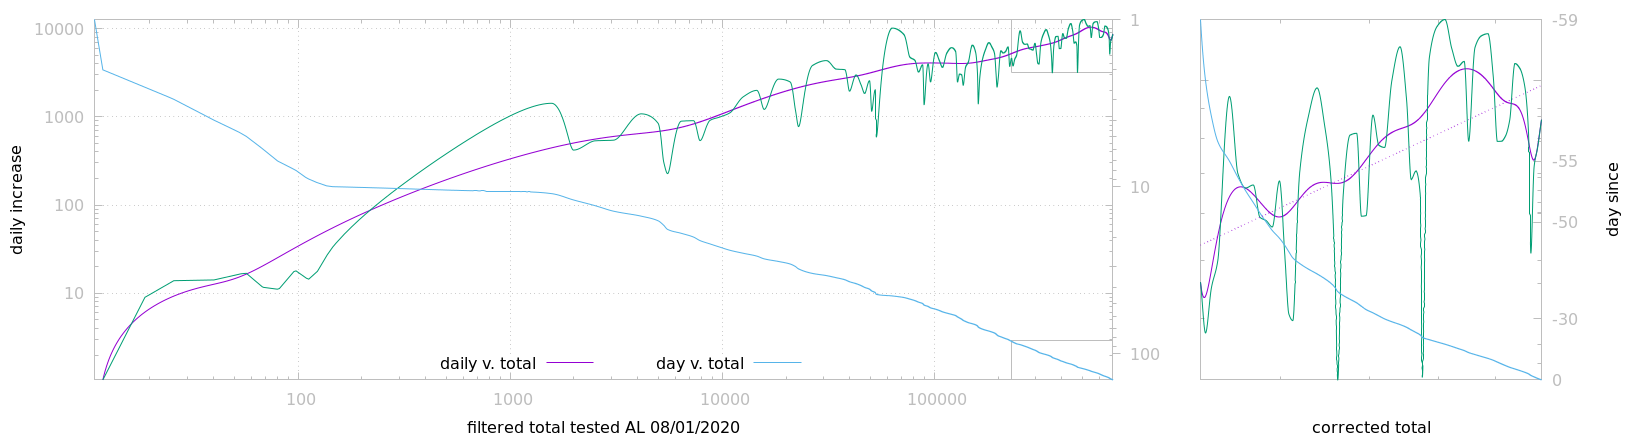 10000
1000
100
10
daily increase
1
10
100
daily v. total
day v. total
100
1000
10000
100000
filtered total tested AL 08/01/2020
-59
-55
-50
-30
0
day since
corrected total